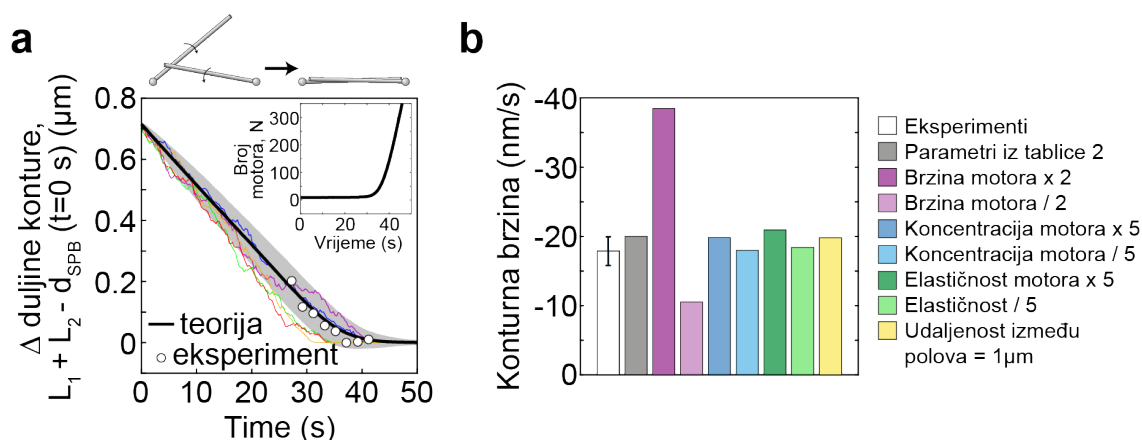 a
Δ duljine konture,
L₁ + L₂ - d_SPB (t=0 s) (μm)
0.8
0.6
0.4
0.2
0
0
10
20
30
40
50
Time (s)
teorija
eksperiment
Broj
motora, N
300
200
100
0
0
20
40
Vrijeme (s)
b
Konturna brzina (nm/s)
-40
-30
-20
-10
0
Eksperimenti
Parametri iz tablice 2
Brzina motora x 2
Brzina motora / 2
Koncentracija motora x 5
Koncentracija motora / 5
Elastičnost motora x 5
Elastičnost / 5
Udaljenost između
polova = 1μm